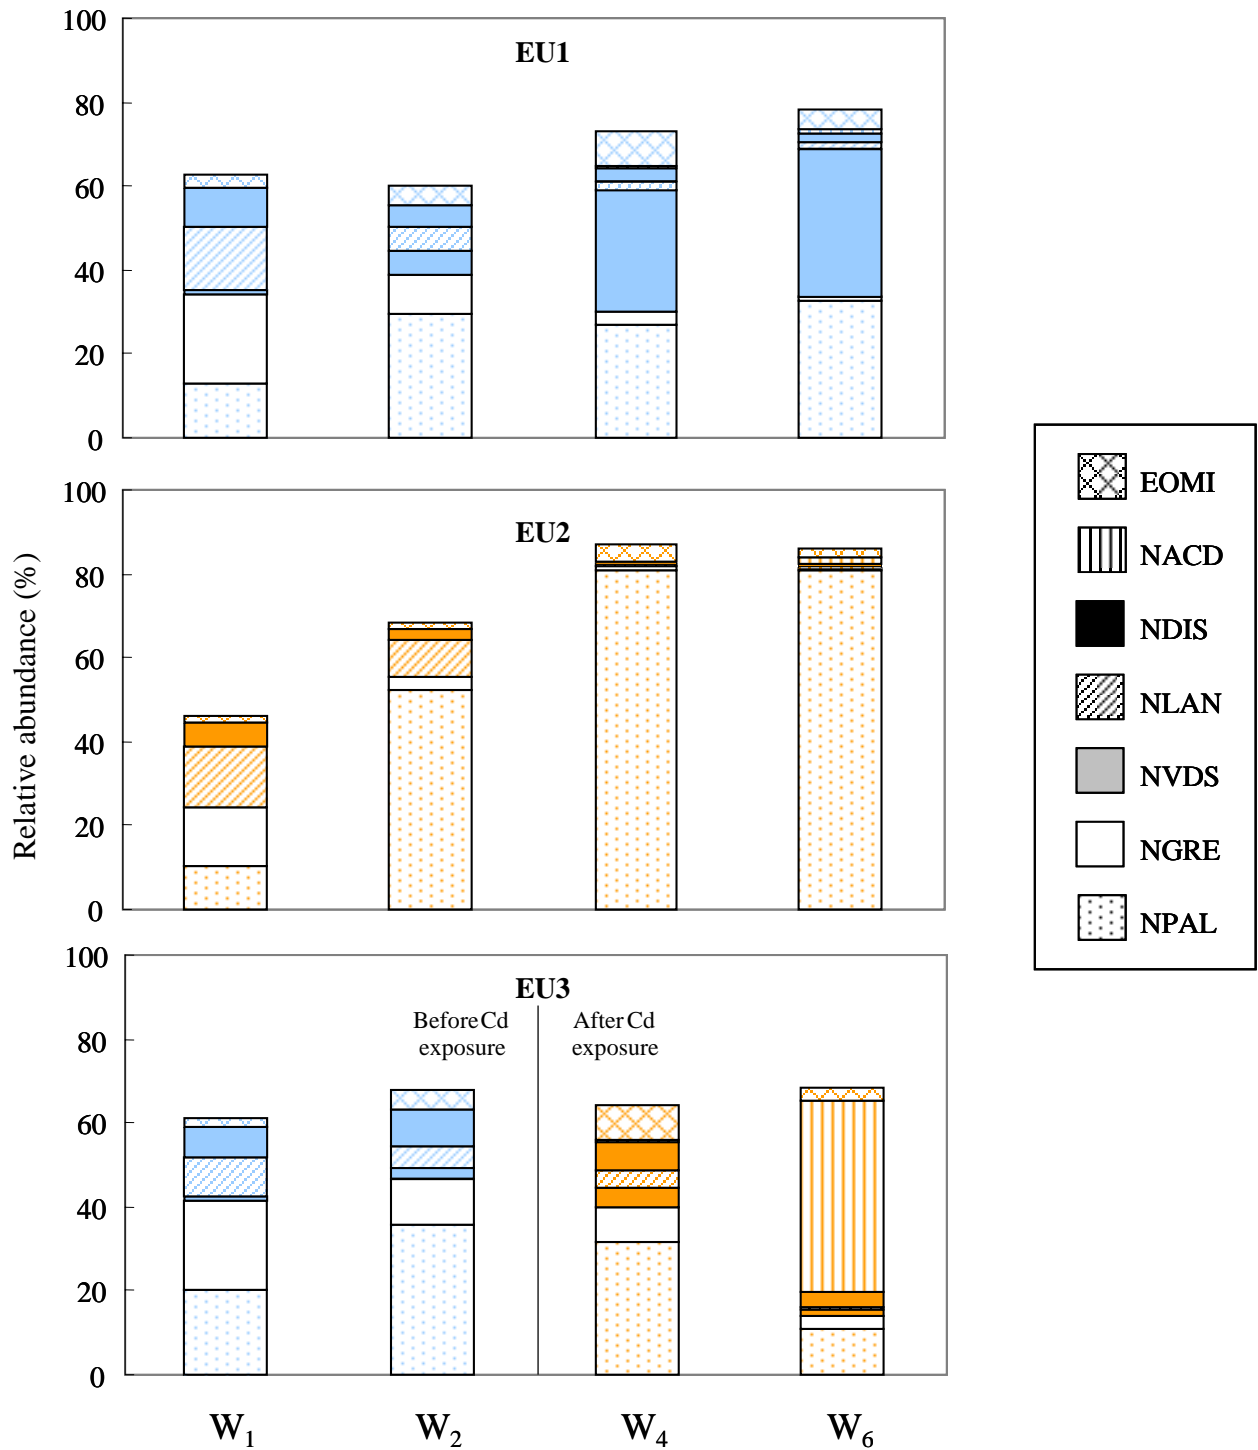 100
80
60
40
20
0
EU1
100
80
60
40
20
0
EU2
100
80
60
40
20
0
EU3
Before Cd
exposure
After Cd
exposure
Relative abundance (%)
W1
W2
W4
W6
EOMI
NACD
NDIS
NLAN
NVDS
NGRE
NPAL